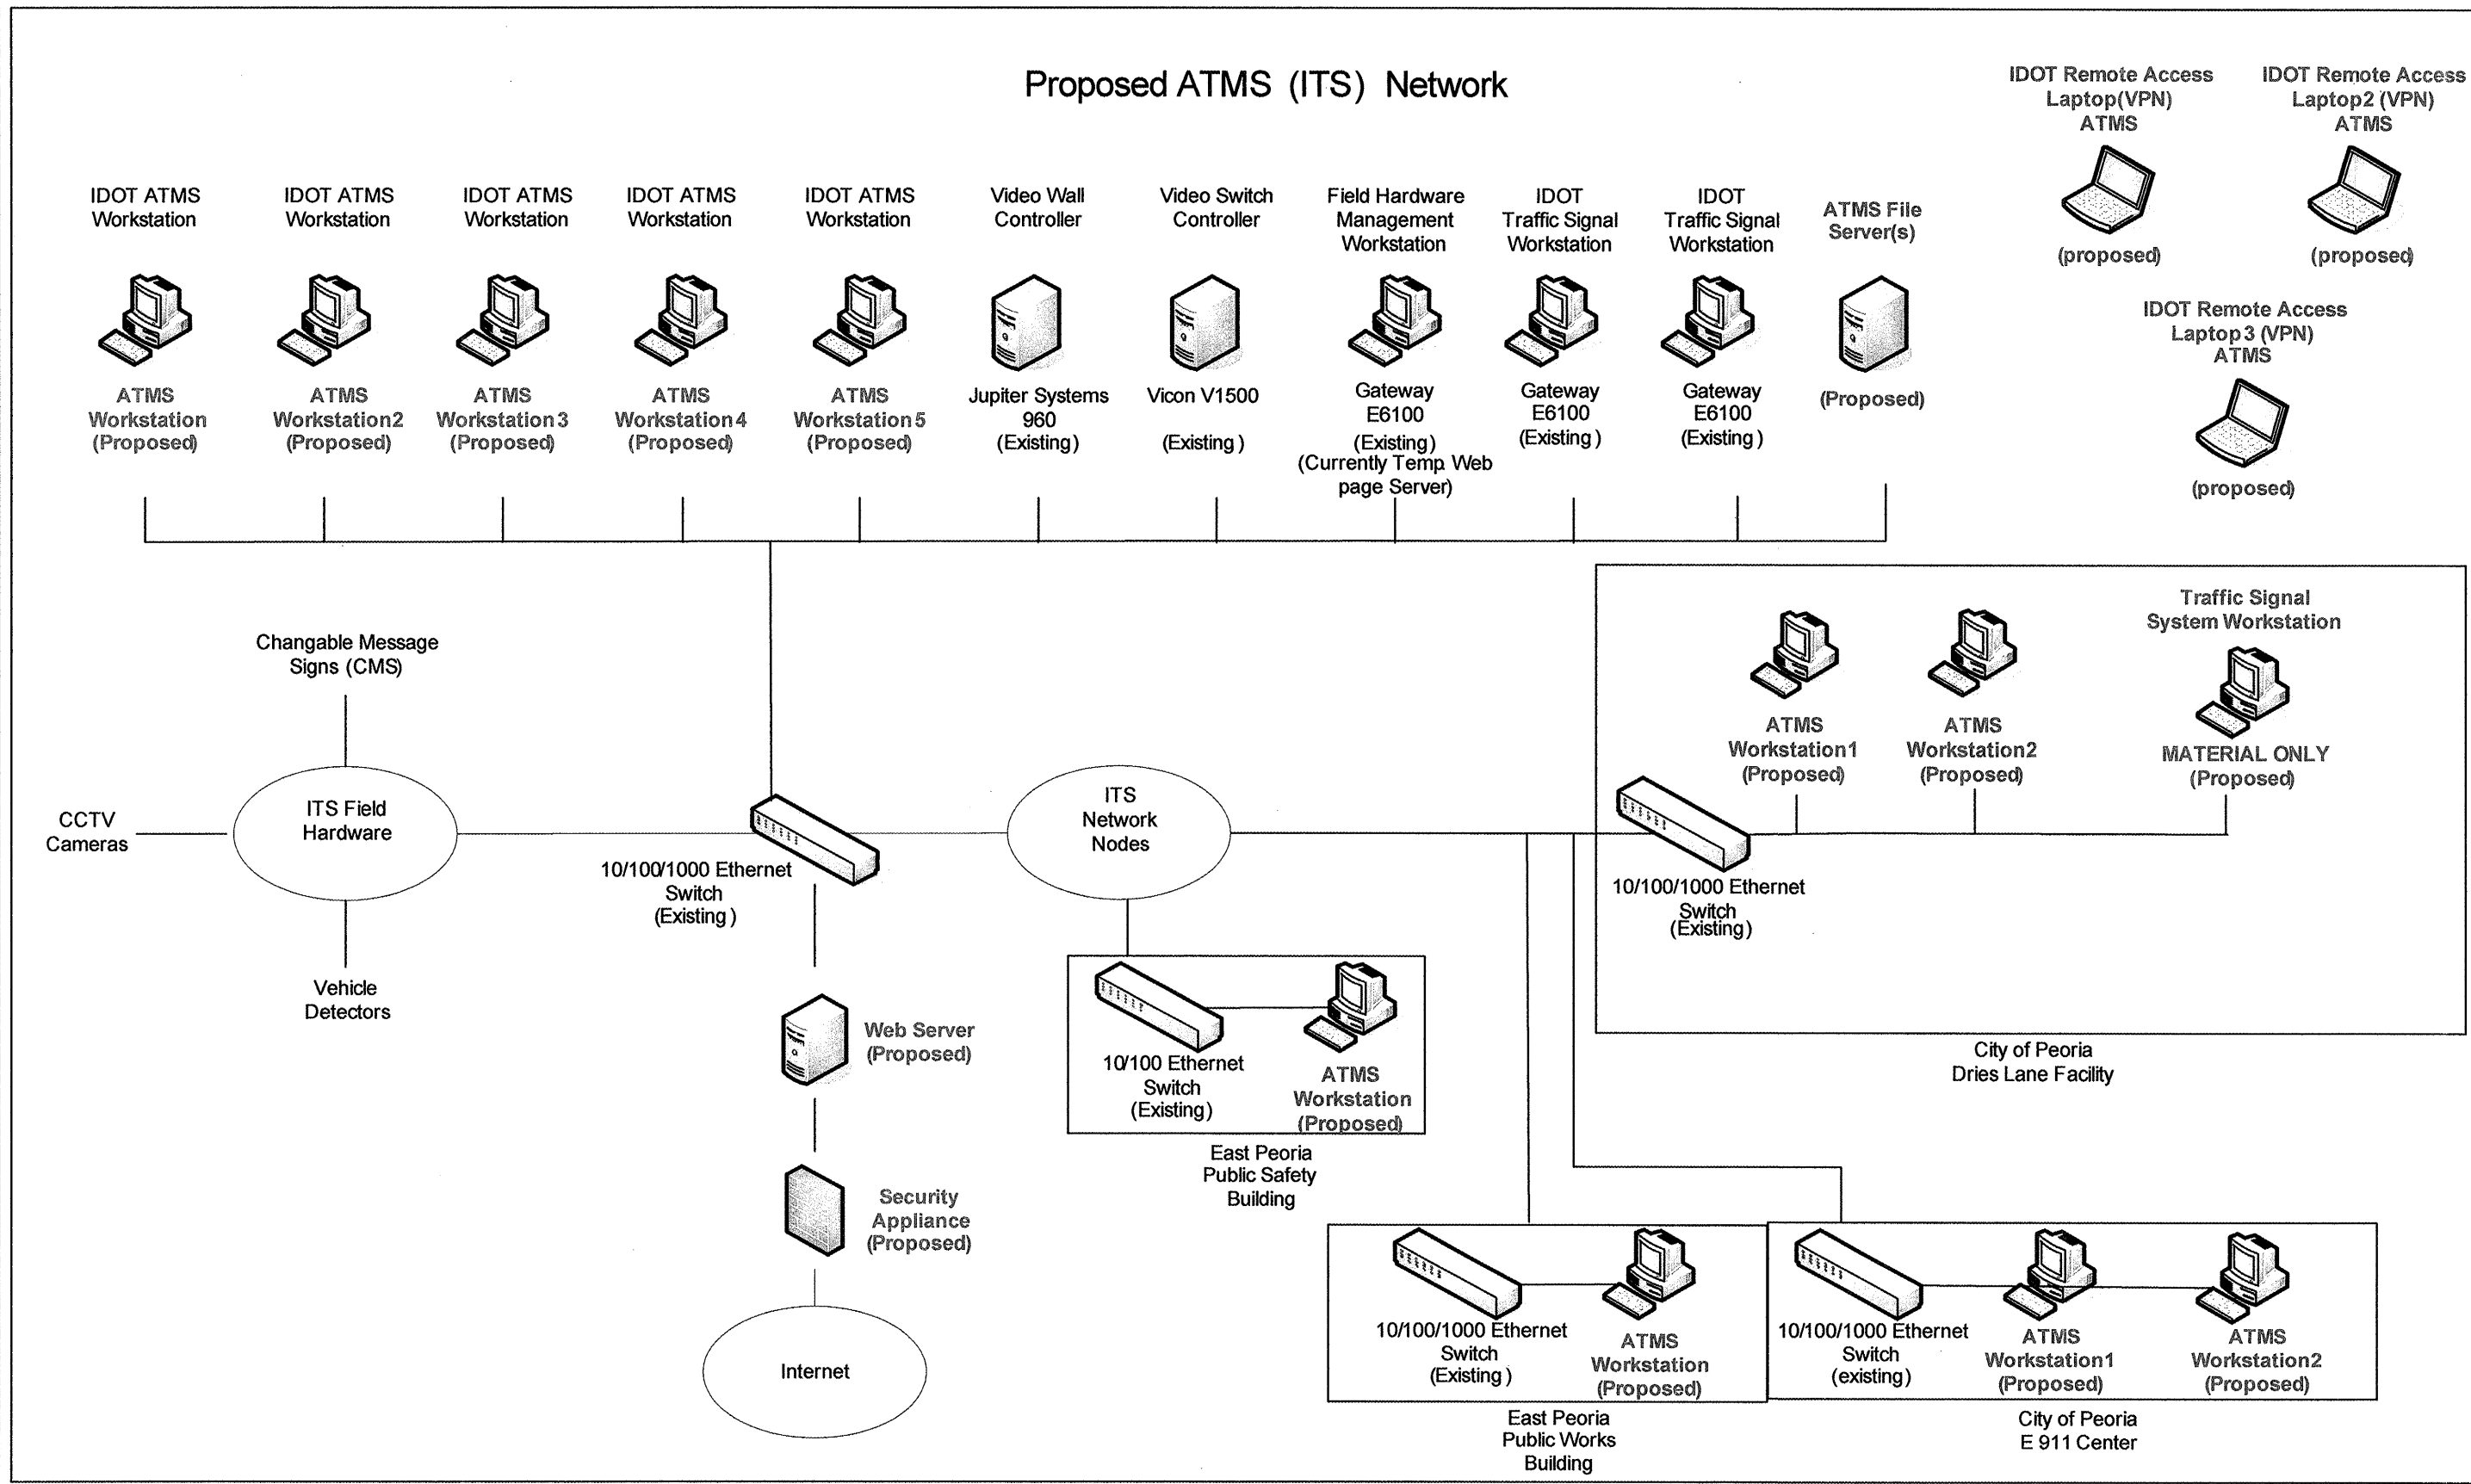 Proposed ATMS (ITS) Network
IDOT Remote Access
Laptop(VPN)
ATMS
(proposed)
IDOT Remote Access
Laptop2 (VPN)
ATMS
(proposed)
IDOT Remote Access
Laptop3 (VPN)
ATMS
(proposed)
IDOT ATMS
Workstation
ATMS
Workstation
(Proposed)
IDOT ATMS
Workstation
ATMS
Workstation2
(Proposed)
IDOT ATMS
Workstation
ATMS
Workstation3
(Proposed)
IDOT ATMS
Workstation
ATMS
Workstation4
(Proposed)
IDOT ATMS
Workstation
ATMS
Workstation5
(Proposed)
Video Wall
Controller
Jupiter Systems
960
(Existing)
Video Switch
Controller
Vicon V1500
(Existing)
Field Hardware
Management
Workstation
Gateway
E6100
(Existing)
(Currently Temp. Web
page Server)
IDOT
Traffic Signal
Workstation
Gateway
E6100
(Existing)
IDOT
Traffic Signal
Workstation
Gateway
E6100
(Existing)
ATMS File
Server(s)
(Proposed)
Changable Message
Signs (CMS)
CCTV
Cameras
ITS Field
Hardware
Vehicle
Detectors
10/100/1000 Ethernet
Switch
(Existing)
ITS
Network
Nodes
Web Server
(Proposed)
Security
Appliance
(Proposed)
Internet
10/100 Ethernet
Switch
(Existing)
ATMS
Workstation
(Proposed)
East Peoria
Public Safety
Building
ATMS
Workstation1
(Proposed)
ATMS
Workstation2
(Proposed)
Traffic Signal
System Workstation
MATERIAL ONLY
(Proposed)
10/100/1000 Ethernet
Switch
(Existing)
City of Peoria
Dries Lane Facility
10/100/1000 Ethernet
Switch
(Existing)
ATMS
Workstation
(Proposed)
East Peoria
Public Works
Building
10/100/1000 Ethernet
Switch
(existing)
ATMS
Workstation1
(Proposed)
ATMS
Workstation2
(Proposed)
City of Peoria
E 911 Center